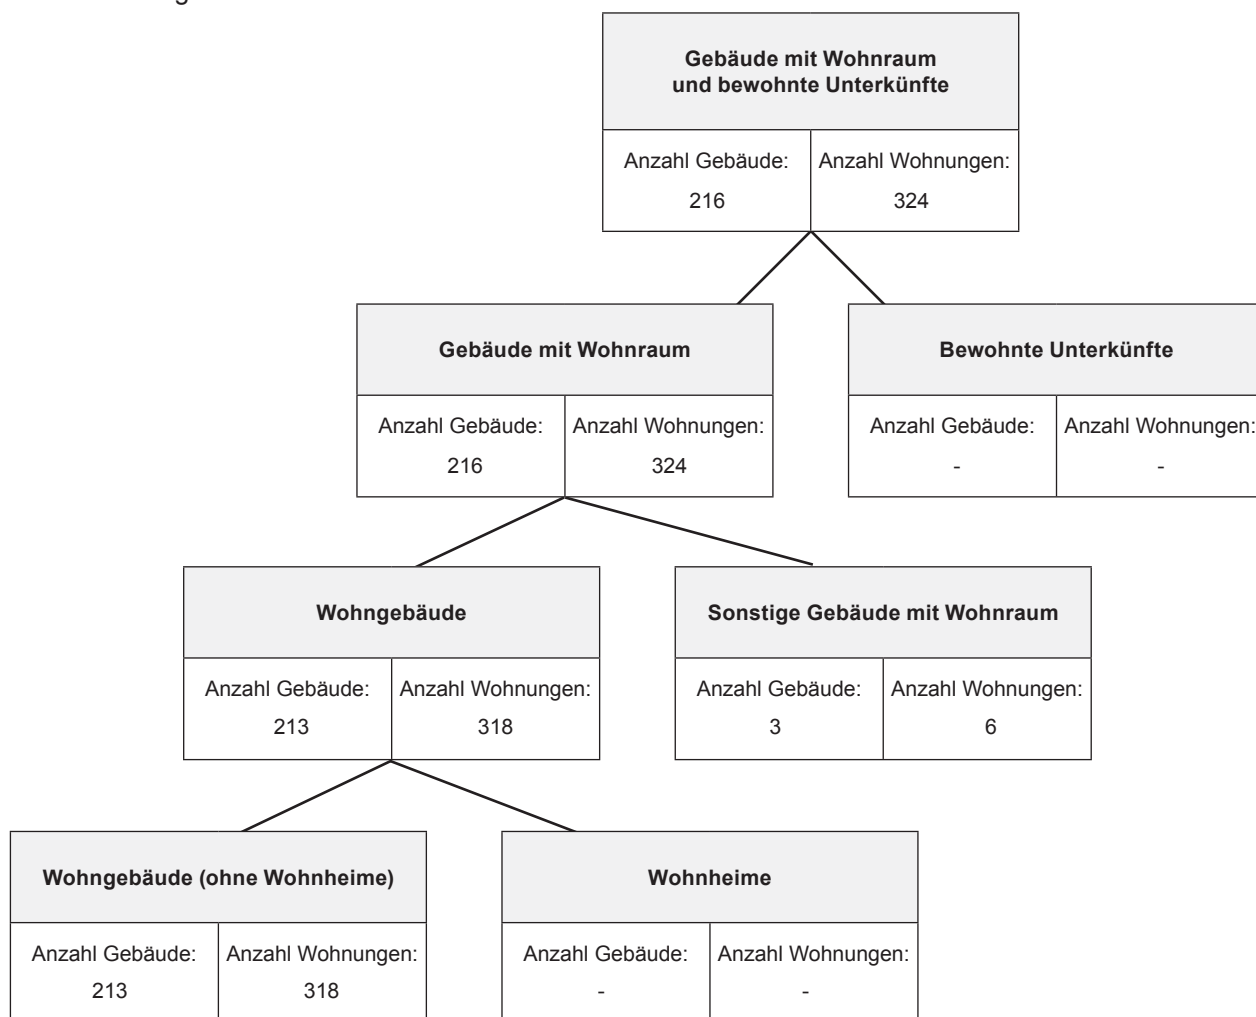 Gebäude mit Wohnraum
und bewohnte Unterkünfte
Anzahl Gebäude: Anzahl Wohnungen:
216 324
Gebäude mit Wohnraum
Bewohnte Unterkünfte
Anzahl Gebäude: Anzahl Wohnungen:
216 324
Anzahl Gebäude: Anzahl Wohnungen:
- -
Wohngebäude
Sonstige Gebäude mit Wohnraum
Anzahl Gebäude: Anzahl Wohnungen:
213 318
Anzahl Gebäude: Anzahl Wohnungen:
3 6
Wohngebäude (ohne Wohnheime)
Wohnheime
Anzahl Gebäude: Anzahl Wohnungen:
213 318
Anzahl Gebäude: Anzahl Wohnungen:
- -